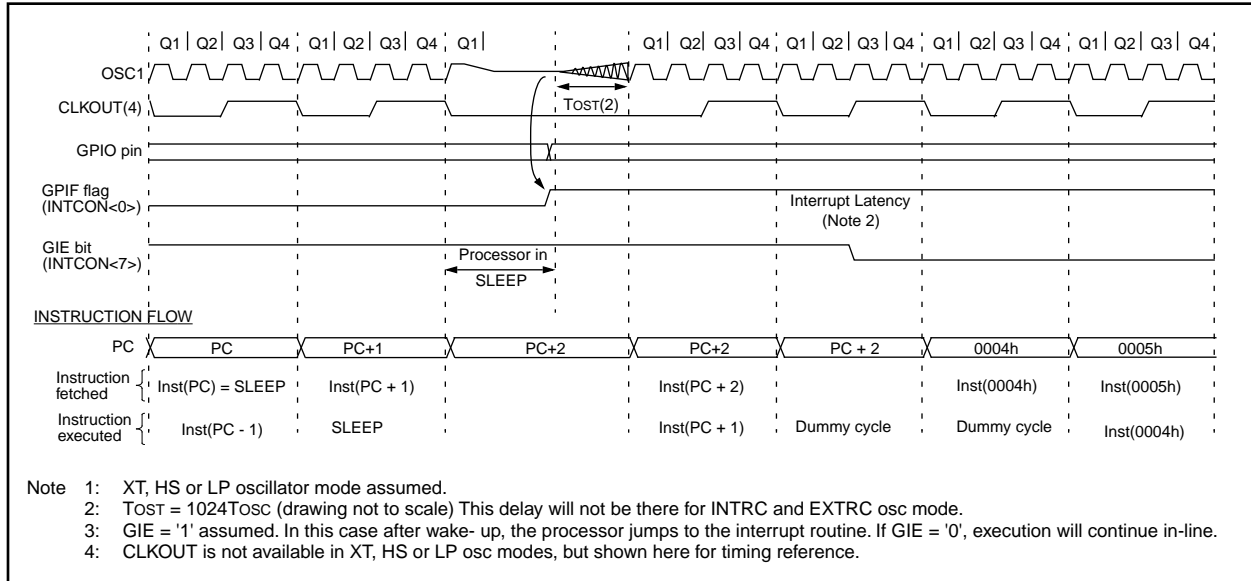 Q1 Q2 Q3 Q4 Q1 Q2 Q3 Q4 Q1 Q1 Q2 Q3 Q4 Q1 Q2 Q3 Q4 Q1 Q2 Q3 Q4 Q1 Q2 Q3 Q4
OSC1
TOST(2)
CLKOUT(4)
GPIO pin
GPIF flag
(INTCON<0>)
Interrupt Latency
(Note 2)
GIE bit
(INTCON<7>)
Processor in
SLEEP
INSTRUCTION FLOW
PC PC PC+1 PC+2 PC+2 PC + 2 0004h 0005h
Instruction
fetched
Inst(PC) = SLEEP Inst(PC + 1) Inst(PC + 2) Inst(0004h) Inst(0005h)
Instruction
executed
Inst(PC - 1) SLEEP Inst(PC + 1) Dummy cycle Dummy cycle Inst(0004h)
Note 1: XT, HS or LP oscillator mode assumed.
2: TOST = 1024TOSC (drawing not to scale) This delay will not be there for INTRC and EXTRC osc mode.
3: GIE = '1' assumed. In this case after wake- up, the processor jumps to the interrupt routine. If GIE = '0', execution will continue in-line.
4: CLKOUT is not available in XT, HS or LP osc modes, but shown here for timing reference.